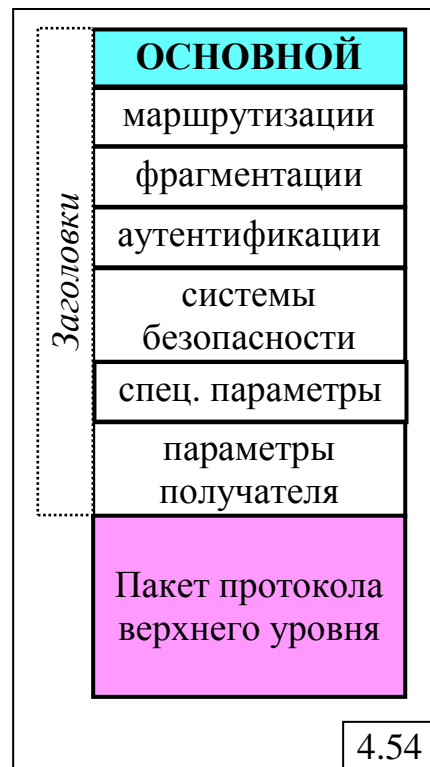 Заголовки
ОСНОВНОЙ
маршрутизации
фрагментации
аутентификации
системы
безопасности
спец. параметры
параметры
получателя
Пакет протокола
верхнего уровня
4.54